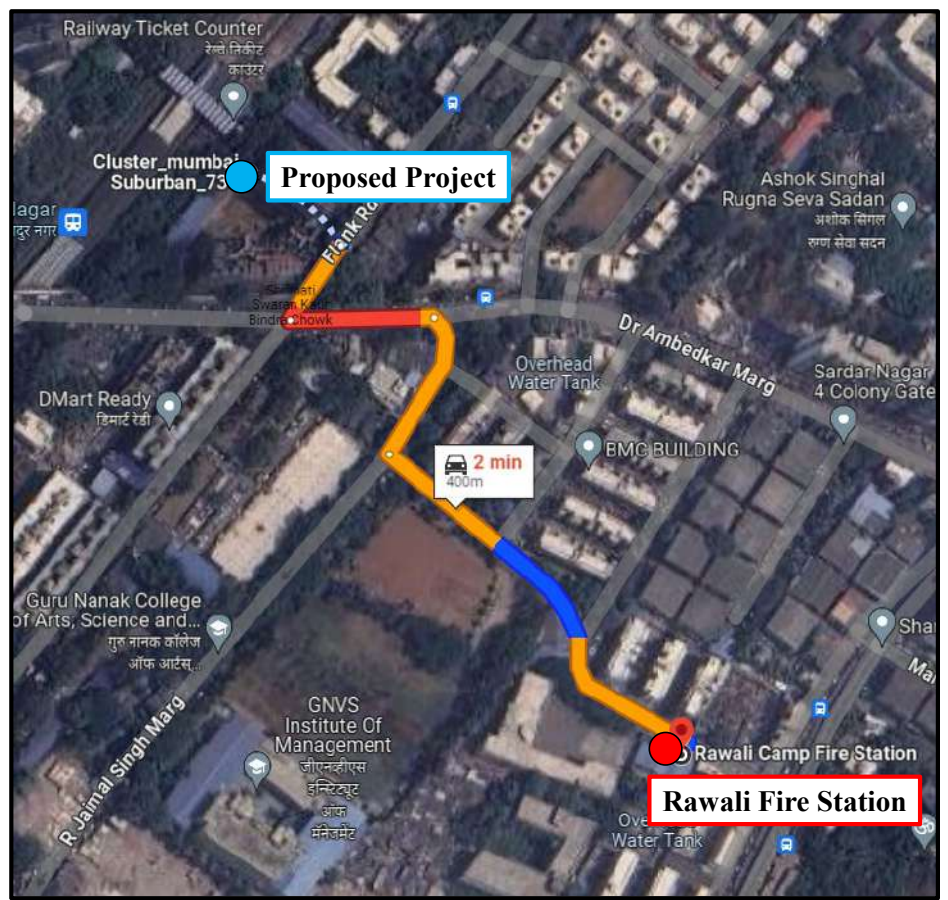 Railway Ticket Counter
रेल्वे तिकीट
काउंटर
Cluster_mumbai
Suburban_73
Proposed Project
Ashok Singhal
Rugna Seva Sadan
अशोक सिंगल
रुग्ण सेवा सदन
Flank
Swaran Kaur
Bindra Chowk
Dr Ambedkar Marg
Overhead
Water Tank
Sardar Nagar
4 Colony Gate
DMart Ready
डिमार्ट रेडी
BMC BUILDING
2 min
400m
Guru Nanak College
of Arts, Science and...
गुरु नानक कॉलेज
ऑफ आर्टस्...
R Jaimal Singh Marg
GNVS
Institute Of
Management
जीएनव्हीएस
इन्स्टिट्यूट
ऑफ
मॅनेजमेंट
Rawali Camp Fire Station
Rawali Fire Station
Water Tank